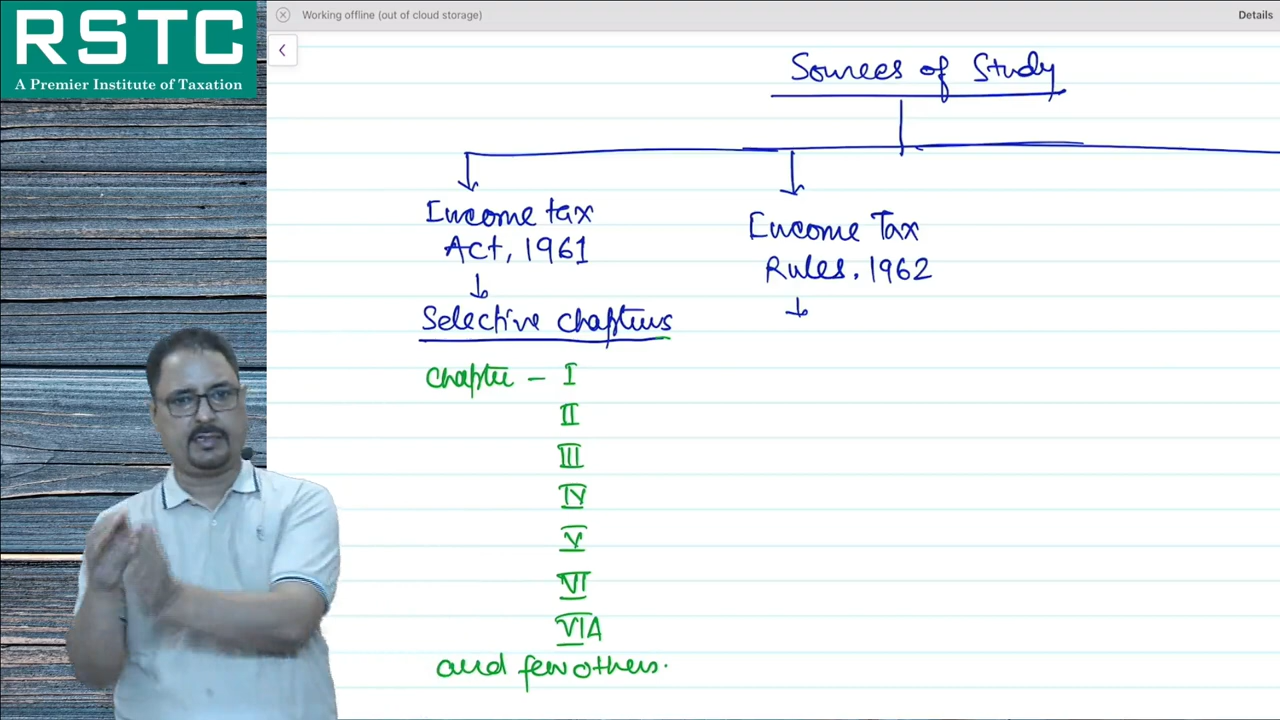 RSTC
A Premier Institute of Taxation
Working offline (out of cloud storage)
Details
Sources of Study
Income tax
Act, 1961
Selective chapters
Income Tax
Rules. 1962
Chapter - I
II
III
IV
V
VI
VIA
and few others.